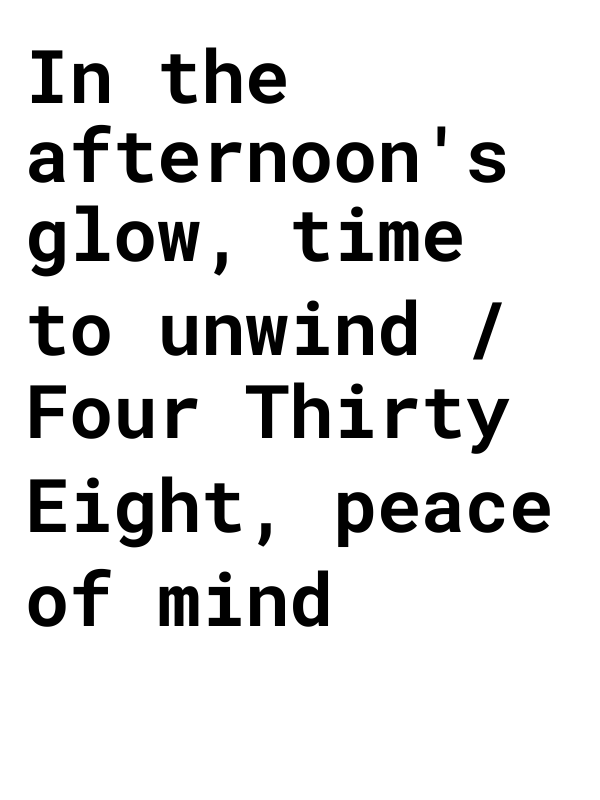 In the
afternoon's
glow, time
to unwind /
Four Thirty
Eight, peace
of mind